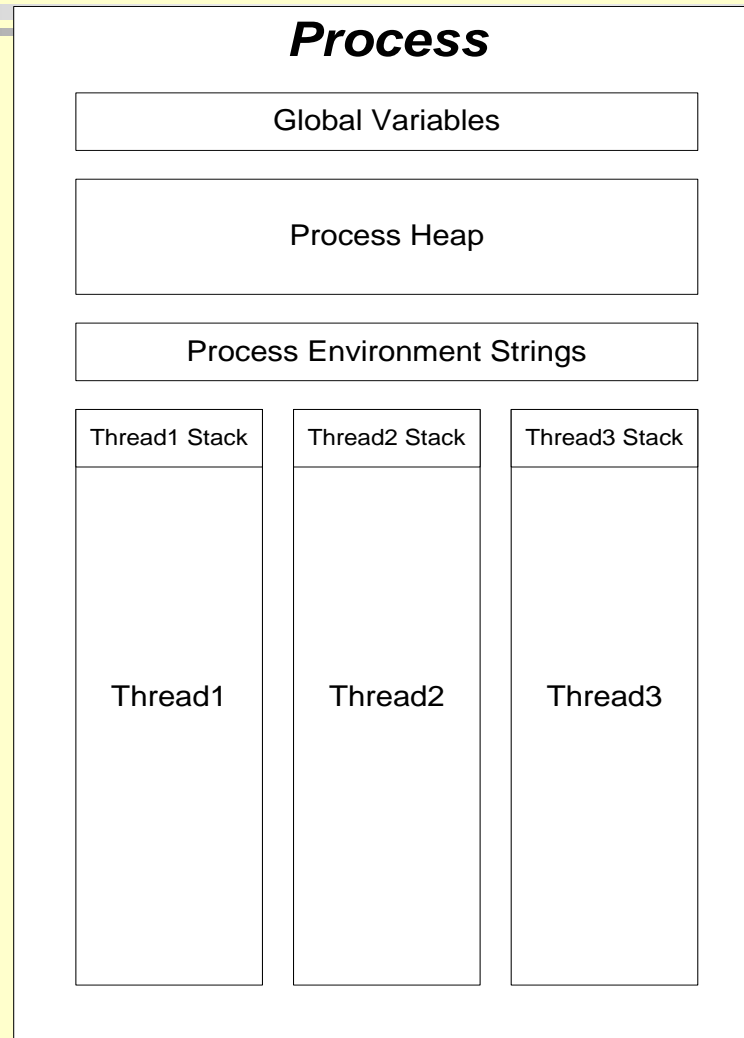 Process
Global Variables
Process Heap
Process Environment Strings
Thread1 Stack
Thread2 Stack
Thread3 Stack
Thread1
Thread2
Thread3